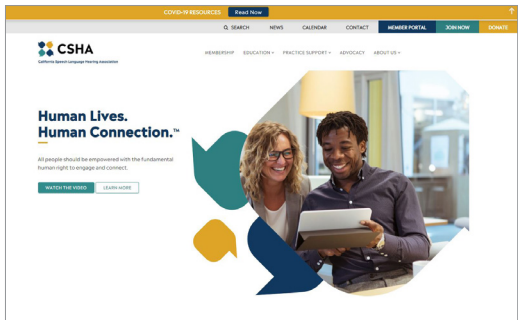 COVID-19 RESOURCES Read Now
SEARCH NEWS CALENDAR CONTACT MEMBER PORTAL JOIN NOW DONATE
CSHA
California Speech Language Hearing Association
MEMBERSHIP EDUCATION PRACTICE SUPPORT ADVOCACY ABOUT US
Human Lives.
Human Connection.™
All people should be empowered with the fundamental
human right to engage and connect.
WATCH THE VIDEO LEARN MORE